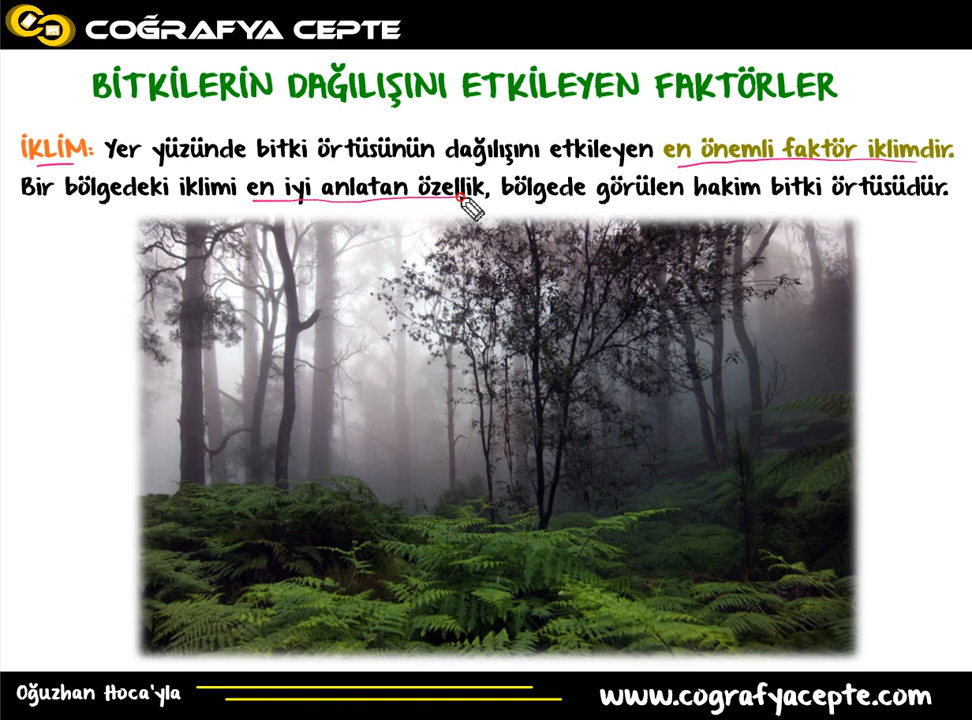 COĞRAFYA CEPTE
BİTKİLERİN DAĞILIŞINI ETKİLEYEN FAKTÖRLER
İKLİM: Yer yüzünde bitki örtüsünün dağılışını etkileyen en önemli faktör iklimdir.
Bir bölgedeki iklimi en iyi anlatan özellik, bölgede görülen hakim bitki örtüsüdür.
Oğuzhan Hoca'yla
www.cografyacepte.com